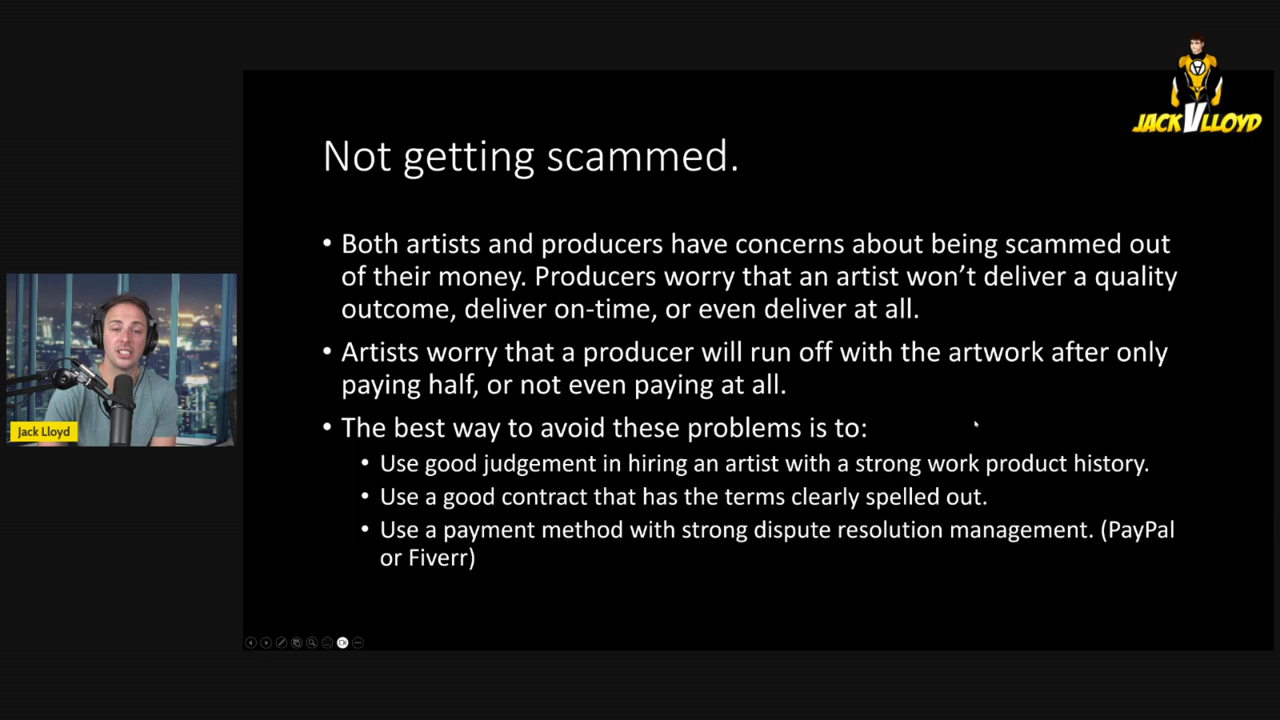 JACK V LLOYD
Not getting scammed.
• Both artists and producers have concerns about being scammed out
of their money. Producers worry that an artist won’t deliver a quality
outcome, deliver on-time, or even deliver at all.
• Artists worry that a producer will run off with the artwork after only
paying half, or not even paying at all.
• The best way to avoid these problems is to:
• Use good judgement in hiring an artist with a strong work product history.
• Use a good contract that has the terms clearly spelled out.
• Use a payment method with strong dispute resolution management. (PayPal
or Fiverr)
Jack Lloyd